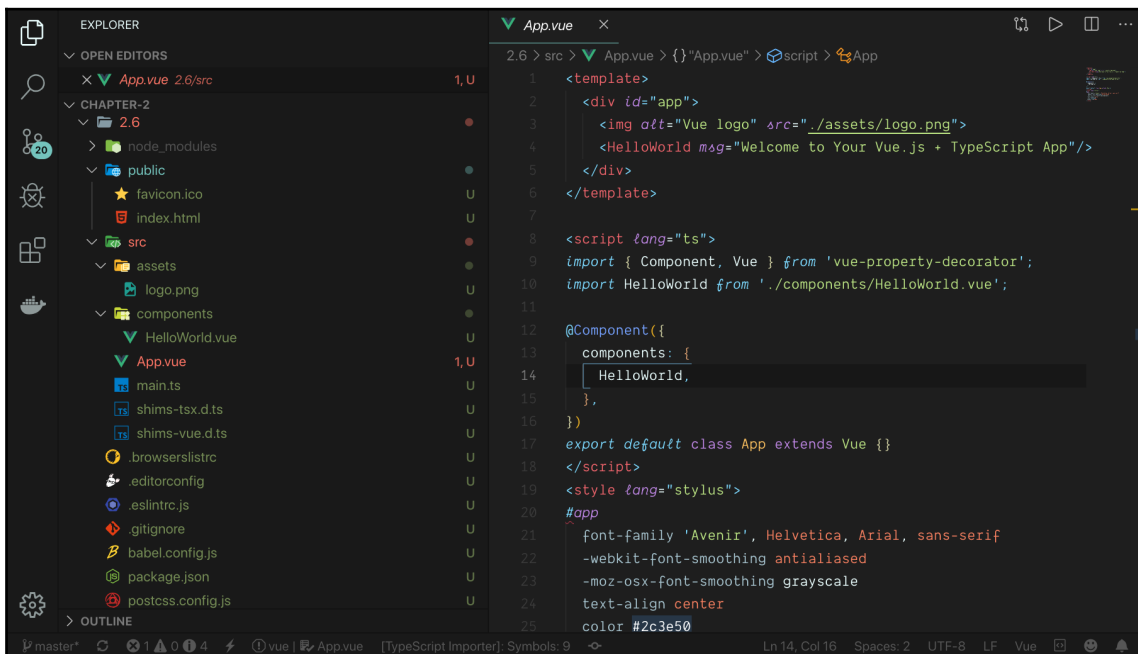 EXPLORER
OPEN EDITORS
App.vue 2.6/src 1, U
CHAPTER-2
2.6
node_modules
public
favicon.ico U
index.html U
src
assets
logo.png U
components
HelloWorld.vue U
App.vue 1, U
main.ts U
shims-tsx.d.ts U
shims-vue.d.ts U
.browserslistrc U
.editorconfig U
.eslintrc.js U
.gitignore U
babel.config.js U
package.json U
postcss.config.js U
OUTLINE
20
App.vue
2.6 > src > App.vue > {} "App.vue" > script > App
1 <template>
2 <div id="app">
3 <img alt="Vue logo" src="./assets/logo.png">
4 <HelloWorld msg="Welcome to Your Vue.js + TypeScript App"/>
5 </div>
6 </template>
7
8 <script lang="ts">
9 import { Component, Vue } from 'vue-property-decorator';
10 import HelloWorld from './components/HelloWorld.vue';
11
12 @Component({
13 components: {
14 HelloWorld,
15 },
16 })
17 export default class App extends Vue {}
18 </script>
19 <style lang="stylus">
20 #app
21 font-family 'Avenir', Helvetica, Arial, sans-serif
22 -webkit-font-smoothing antialiased
23 -moz-osx-font-smoothing grayscale
24 text-align center
25 color #2c3e50
master* 1 0 0 4 vue | App.vue [TypeScript Importer]: Symbols: 9 Ln 14, Col 16 Spaces: 2 UTF-8 LF Vue